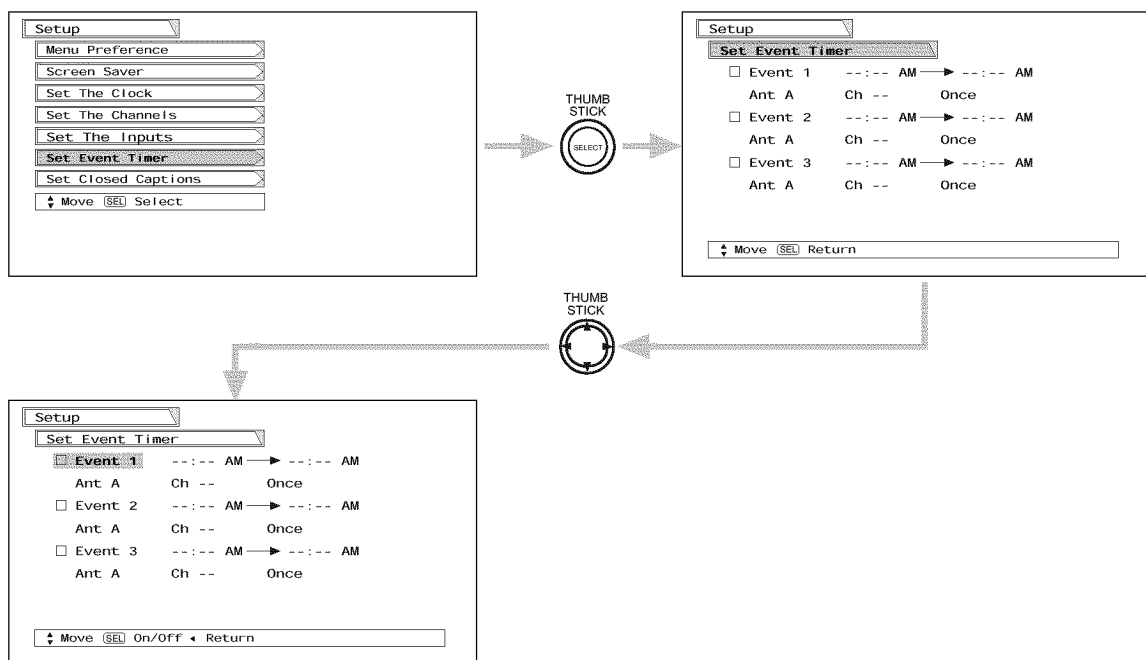 Setup
Menu Preference
Screen Saver
Set The Clock
Set The Channels
Set The Inputs
Set Event Timer
Set Closed Captions
Move SEL Select
THUMB
STICK
SELECT
Setup
Set Event Timer
Event 1 --:-- AM --:-- AM
Ant A Ch -- Once
Event 2 --:-- AM --:-- AM
Ant A Ch -- Once
Event 3 --:-- AM --:-- AM
Ant A Ch -- Once
Move SEL Return
THUMB
STICK
Setup
Set Event Timer
Event 1 --:-- AM --:-- AM
Ant A Ch -- Once
Event 2 --:-- AM --:-- AM
Ant A Ch -- Once
Event 3 --:-- AM --:-- AM
Ant A Ch -- Once
Move SEL On/Off Return